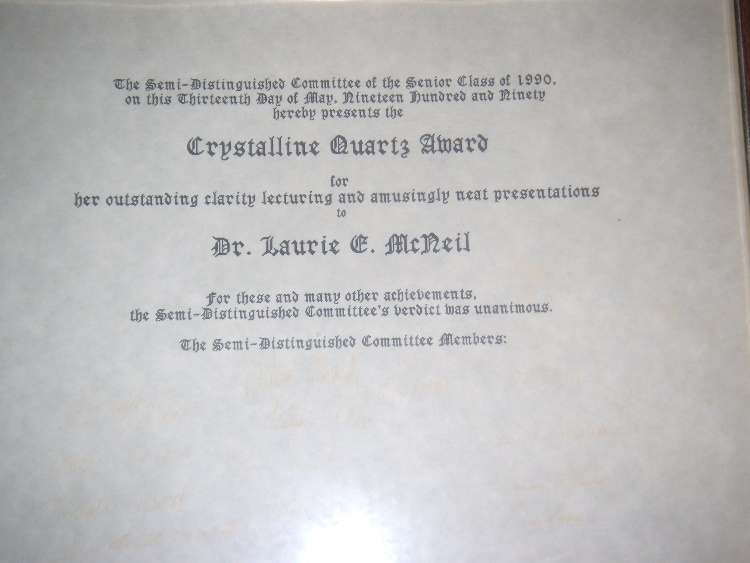 The Semi-Distinguished Committee of the Senior Class of 1990,
on this Thirteenth Day of May, Nineteen Hundred and Ninety
hereby presents the
Crystalline Quartz Award
for
her outstanding clarity lecturing and amusingly neat presentations
to
Dr. Laurie E. McNeil
For these and many other achievements,
the Semi-Distinguished Committee's verdict was unanimous.
The Semi-Distinguished Committee Members: